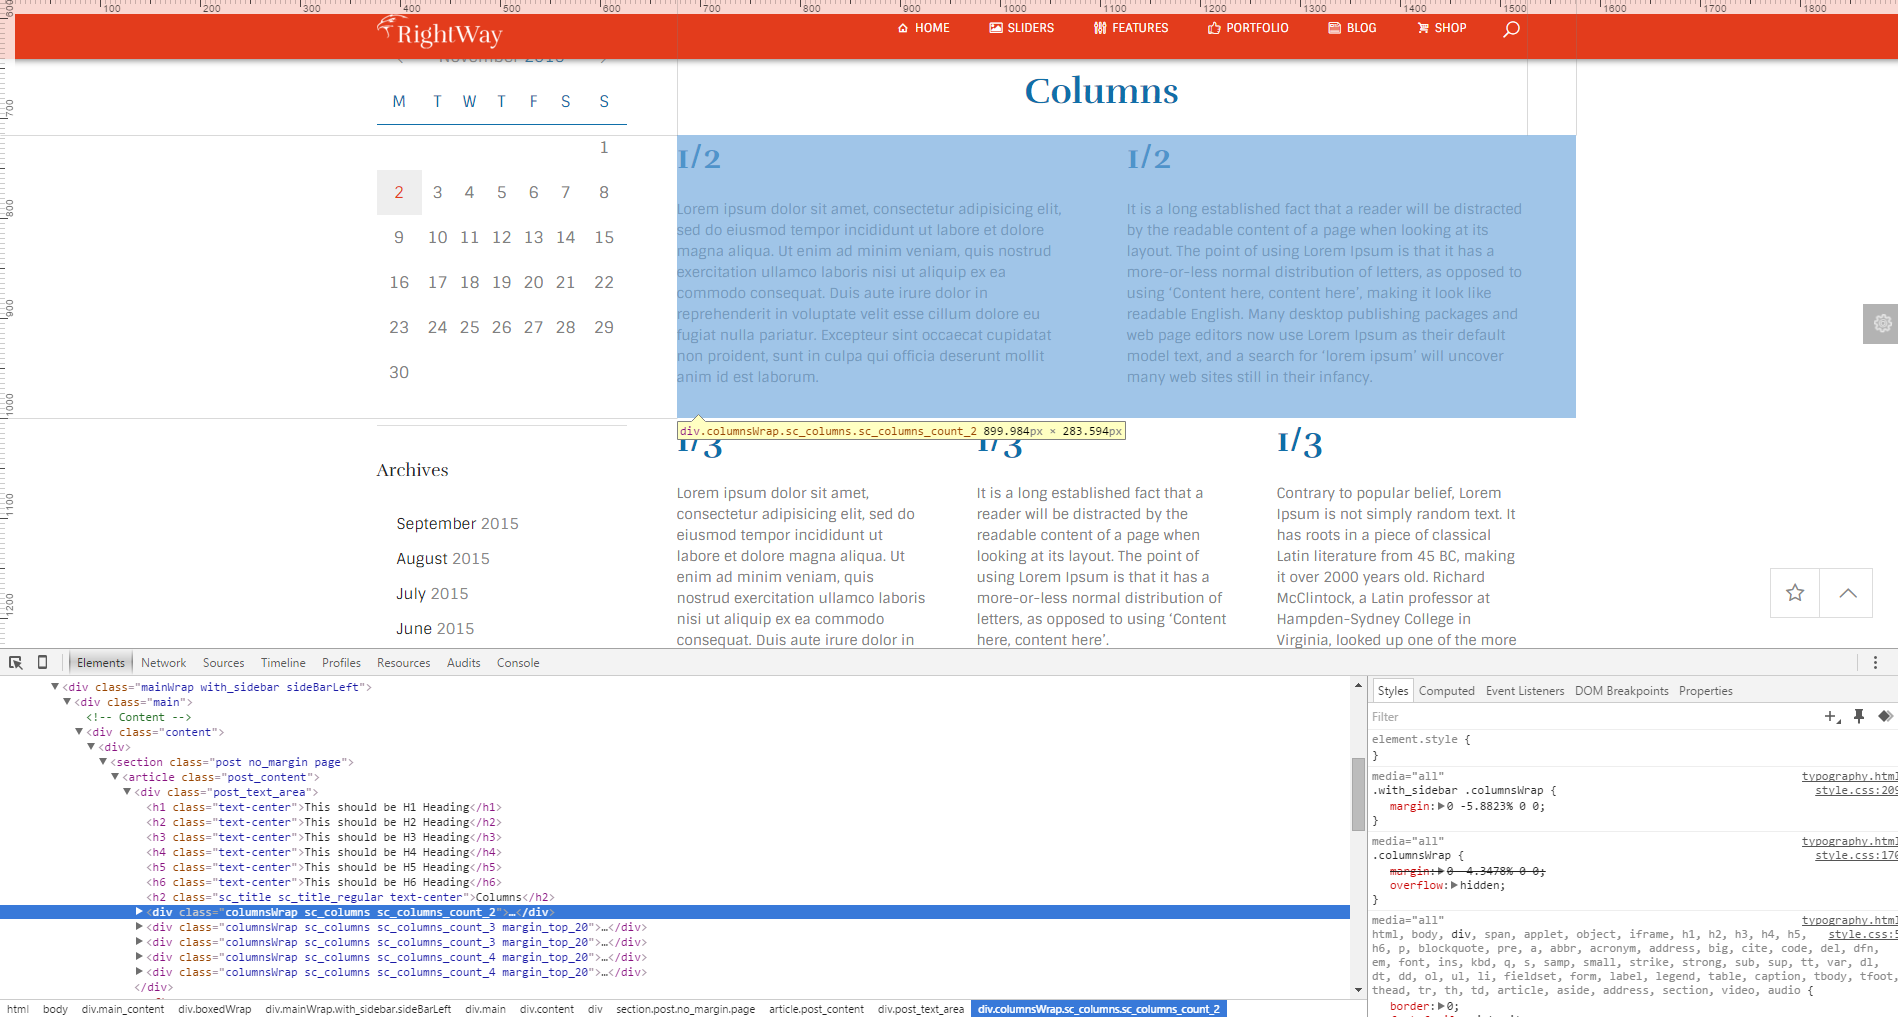 100 200 300 400 500 600 700 800 900 1000 1100 1200 1300 1400 1500 1600 1700 1800
600
700
800
900
1000
1100
1200
RightWay
HOME SLIDERS FEATURES PORTFOLIO BLOG SHOP
November 2015
M T W T F S S
1
2 3 4 5 6 7 8
9 10 11 12 13 14 15
16 17 18 19 20 21 22
23 24 25 26 27 28 29
30
Archives
September 2015
August 2015
July 2015
June 2015
Columns
1/2
Lorem ipsum dolor sit amet, consectetur adipisicing elit,
sed do eiusmod tempor incididunt ut labore et dolore
magna aliqua. Ut enim ad minim veniam, quis nostrud
exercitation ullamco laboris nisi ut aliquip ex ea
commodo consequat. Duis aute irure dolor in
reprehenderit in voluptate velit esse cillum dolore eu
fugiat nulla pariatur. Excepteur sint occaecat cupidatat
non proident, sunt in culpa qui officia deserunt mollit
anim id est laborum.
1/2
It is a long established fact that a reader will be distracted
by the readable content of a page when looking at its
layout. The point of using Lorem Ipsum is that it has a
more-or-less normal distribution of letters, as opposed to
using ‘Content here, content here’, making it look like
readable English. Many desktop publishing packages and
web page editors now use Lorem Ipsum as their default
model text, and a search for ‘lorem ipsum’ will uncover
many web sites still in their infancy.
div.columnsWrap.sc_columns.sc_columns_count_2 899.984px × 283.594px
1/3
Lorem ipsum dolor sit amet,
consectetur adipisicing elit, sed do
eiusmod tempor incididunt ut
labore et dolore magna aliqua. Ut
enim ad minim veniam, quis
nostrud exercitation ullamco laboris
nisi ut aliquip ex ea commodo
consequat. Duis aute irure dolor in
1/3
It is a long established fact that a
reader will be distracted by the
readable content of a page when
looking at its layout. The point of
using Lorem Ipsum is that it has a
more-or-less normal distribution of
letters, as opposed to using ‘Content
here, content here’.
1/3
Contrary to popular belief, Lorem
Ipsum is not simply random text. It
has roots in a piece of classical
Latin literature from 45 BC, making
it over 2000 years old. Richard
McClintock, a Latin professor at
Hampden-Sydney College in
Virginia, looked up one of the more
Elements Network Sources Timeline Profiles Resources Audits Console
<div class="mainWrap with_sidebar sideBarLeft">
<div class="main">
<!-- Content -->
<div class="content">
<div>
<section class="post no_margin page">
<article class="post_content">
<div class="post_text_area">
<h1 class="text-center">This should be H1 Heading</h1>
<h2 class="text-center">This should be H2 Heading</h2>
<h3 class="text-center">This should be H3 Heading</h3>
<h4 class="text-center">This should be H4 Heading</h4>
<h5 class="text-center">This should be H5 Heading</h5>
<h6 class="text-center">This should be H6 Heading</h6>
<h2 class="sc_title sc_title_regular text-center">Columns</h2>
<div class="columnsWrap sc_columns sc_columns_count_2">…</div>
<div class="columnsWrap sc_columns sc_columns_count_3 margin_top_20">…</div>
<div class="columnsWrap sc_columns sc_columns_count_3 margin_top_20">…</div>
<div class="columnsWrap sc_columns sc_columns_count_4 margin_top_20">…</div>
<div class="columnsWrap sc_columns sc_columns_count_4 margin_top_20">…</div>
</div>
html body div.main_content div.boxedWrap div.mainWrap.with_sidebar.sideBarLeft div.main div.content div section.post.no_margin.page article.post_content div.post_text_area div.columnsWrap.sc_columns.sc_columns_count_2
Styles Computed Event Listeners DOM Breakpoints Properties
Filter
element.style {
}
media="all" typography.html
.with_sidebar .columnsWrap { style.css:209
margin: 0 -5.8823% 0 0;
}
media="all" typography.html
.columnsWrap { style.css:170
margin: 0 -4.3478% 0 0;
overflow: hidden;
}
media="all" typography.html
html, body, div, span, applet, object, iframe, h1, h2, h3, h4, h5, style.css:5
h6, p, blockquote, pre, a, abbr, acronym, address, big, cite, code, del, dfn,
em, font, ins, kbd, q, s, samp, small, strike, strong, sub, sup, tt, var, dl,
dt, dd, ol, ul, li, fieldset, form, label, legend, table, caption, tbody, tfoot,
thead, tr, th, td, article, aside, address, section, video, audio {
border: 0;